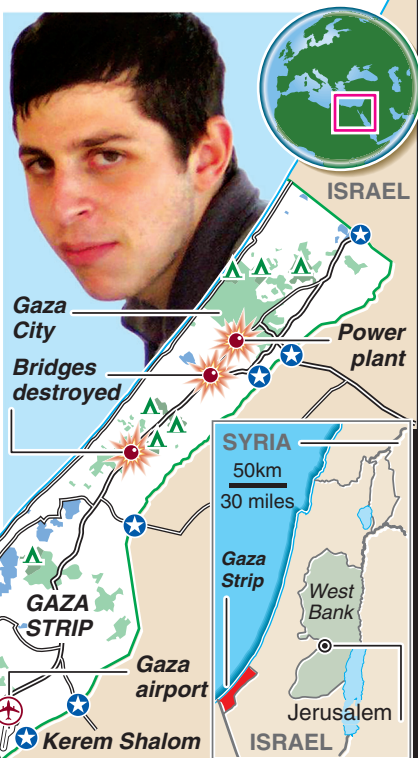 ISRAEL
Gaza
City
Power
plant
Bridges
destroyed
SYRIA
50km
30 miles
Gaza
Strip
West
Bank
GAZA
STRIP
Gaza
airport
Jerusalem
Kerem Shalom
ISRAEL